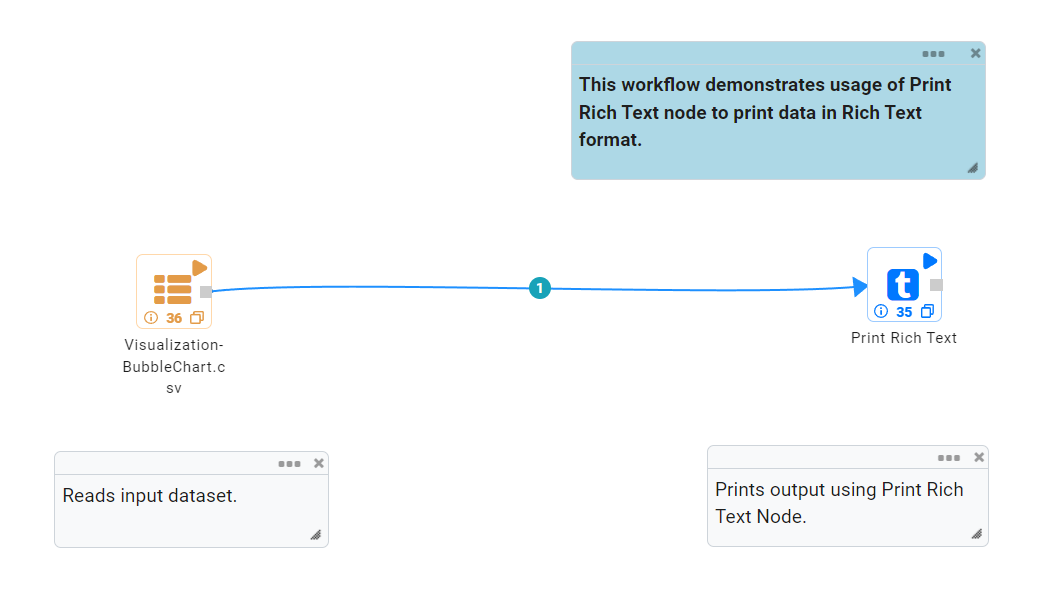 This workflow demonstrates usage of Print
Rich Text node to print data in Rich Text
format.
36
Visualization-
BubbleChart.c
sv
1
t
35
Print Rich Text
Reads input dataset.
Prints output using Print Rich
Text Node.